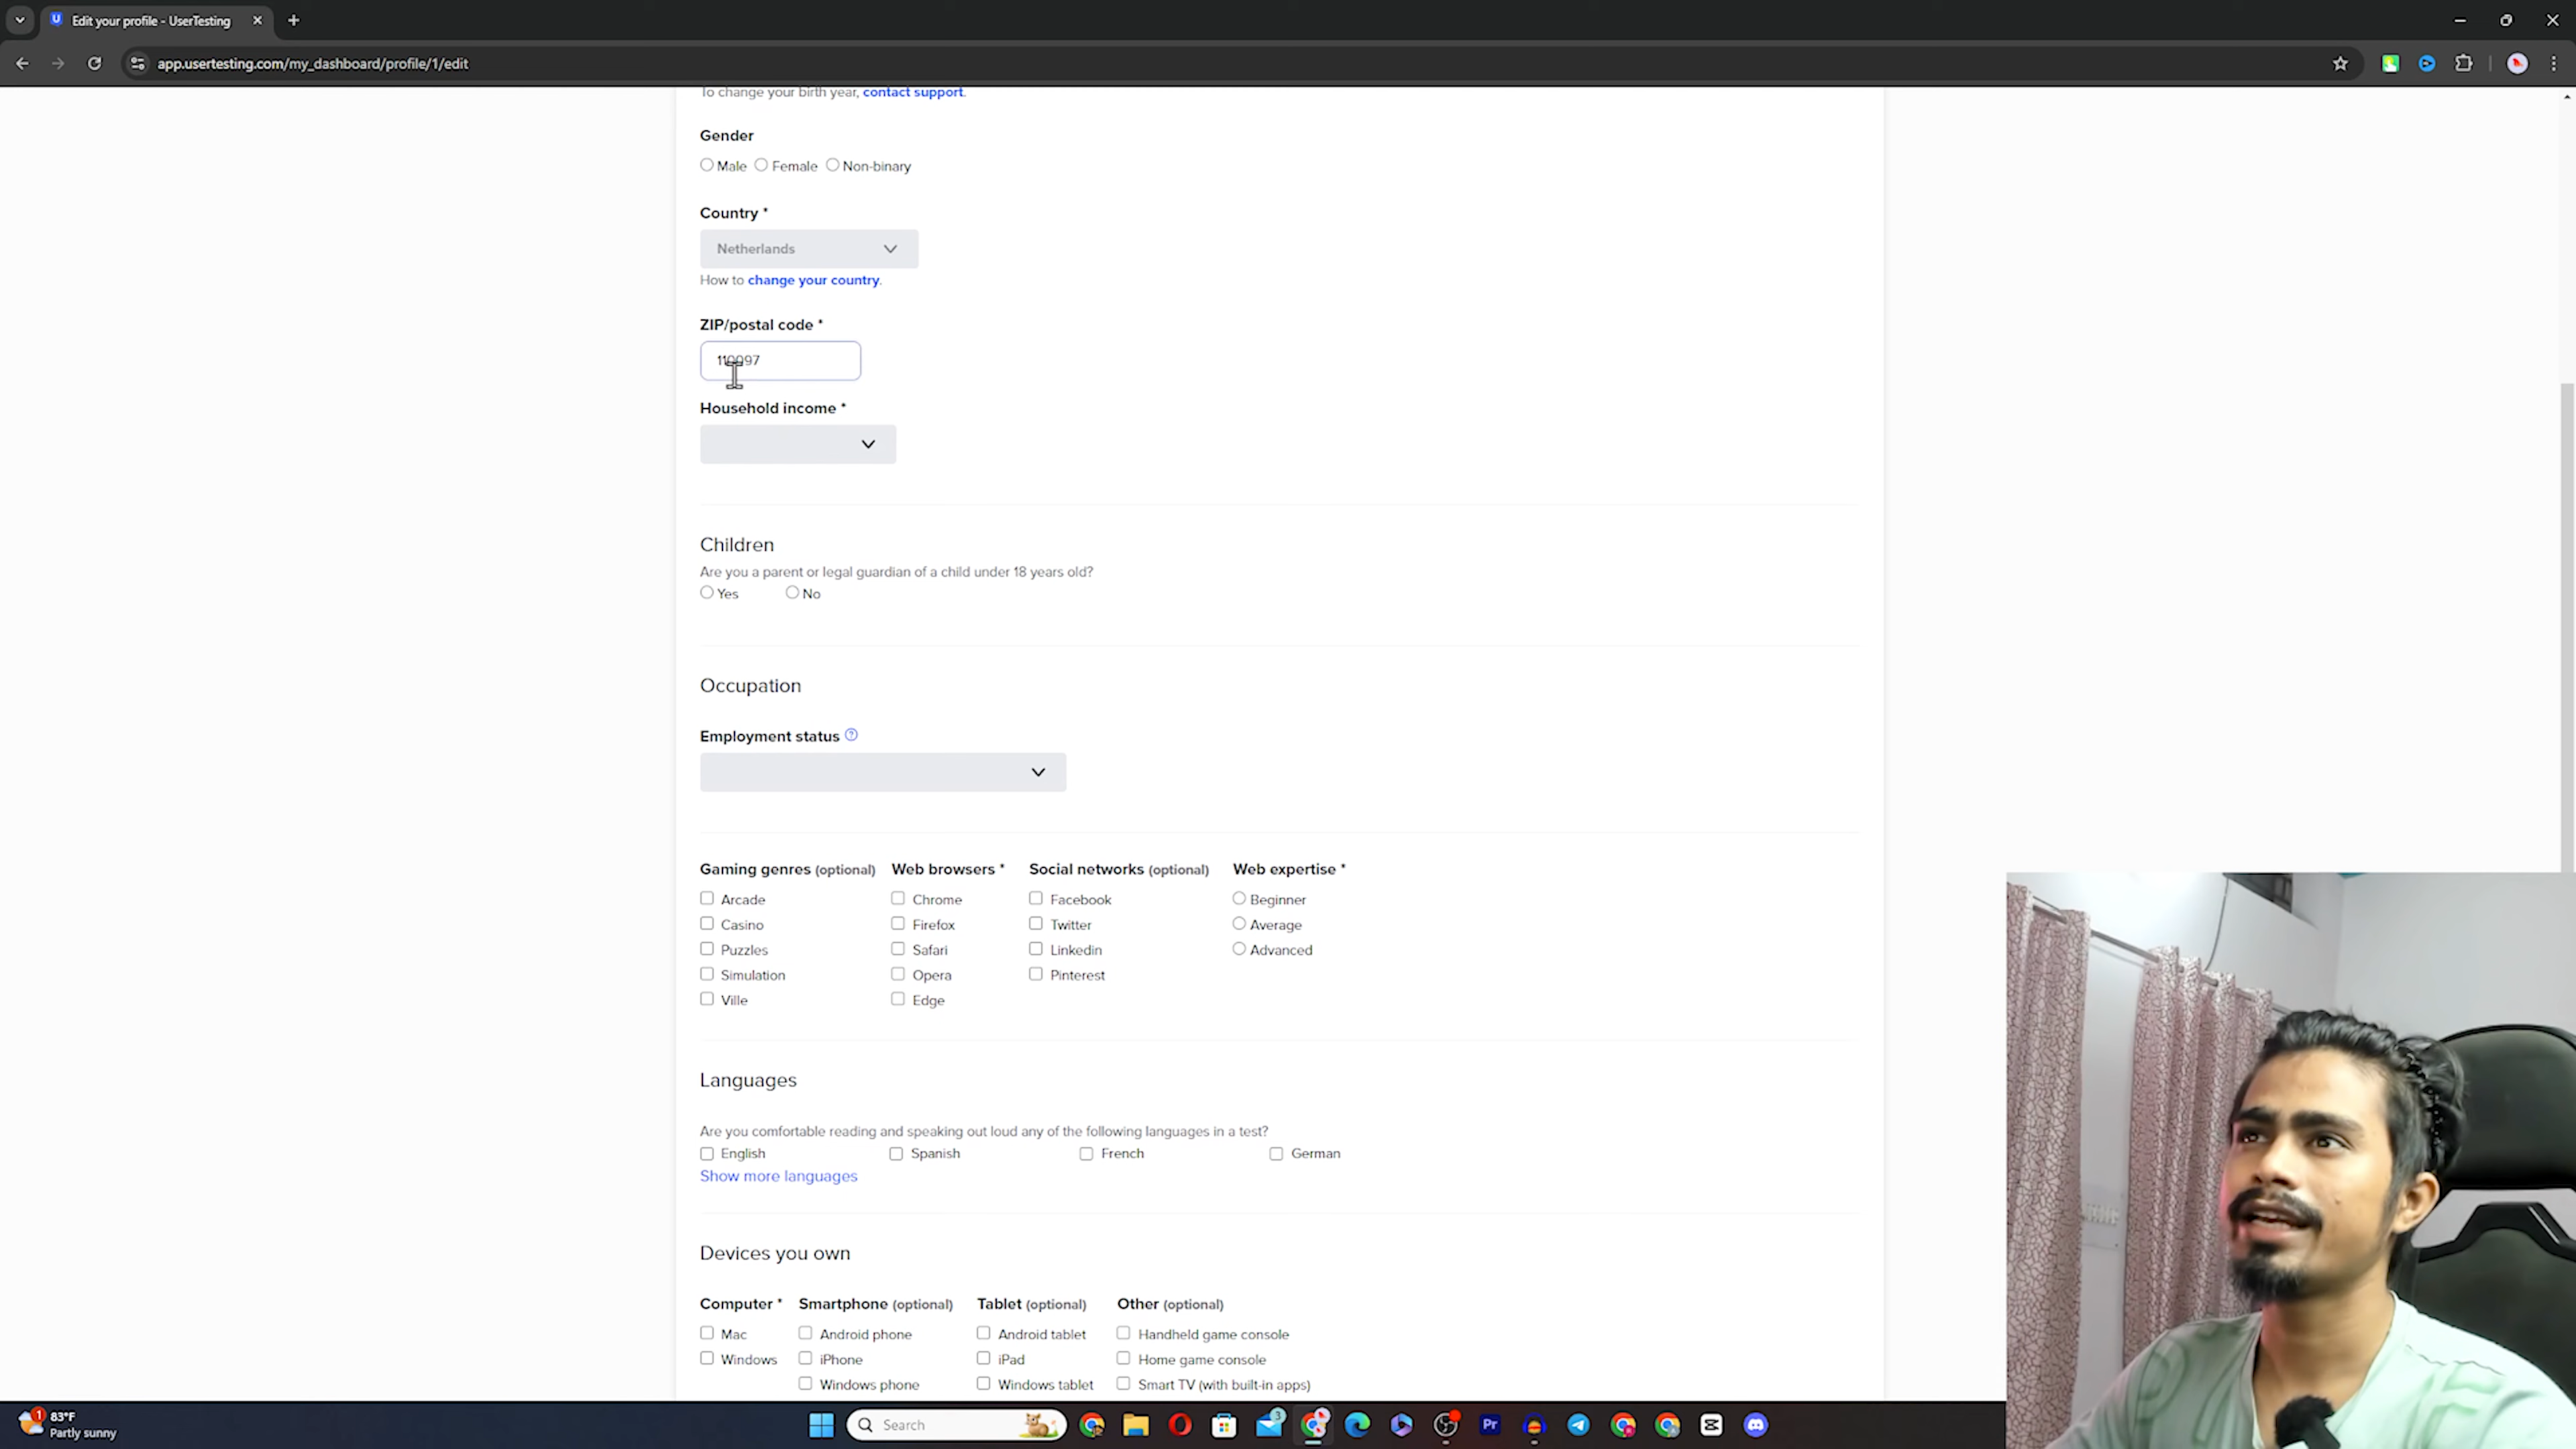 Edit your profile - UserTesting
app.usertesting.com/my_dashboard/profile/1/edit
To change your birth year, contact support.
Gender
Male Female Non-binary
Country *
Netherlands
How to change your country.
ZIP/postal code *
110097
Household income *
Children
Are you a parent or legal guardian of a child under 18 years old?
Yes No
Occupation
Employment status ?
Gaming genres (optional) Web browsers * Social networks (optional) Web expertise *
Arcade Chrome Facebook Beginner
Casino Firefox Twitter Average
Puzzles Safari Linkedin Advanced
Simulation Opera Pinterest
Ville Edge
Languages
Are you comfortable reading and speaking out loud any of the following languages in a test?
English Spanish French German
Show more languages
Devices you own
Computer * Smartphone (optional) Tablet (optional) Other (optional)
Mac Android phone Android tablet Handheld game console
Windows iPhone iPad Home game console
Windows phone Windows tablet Smart TV (with built-in apps)
1 83°F
Partly sunny
Search
3
Pr